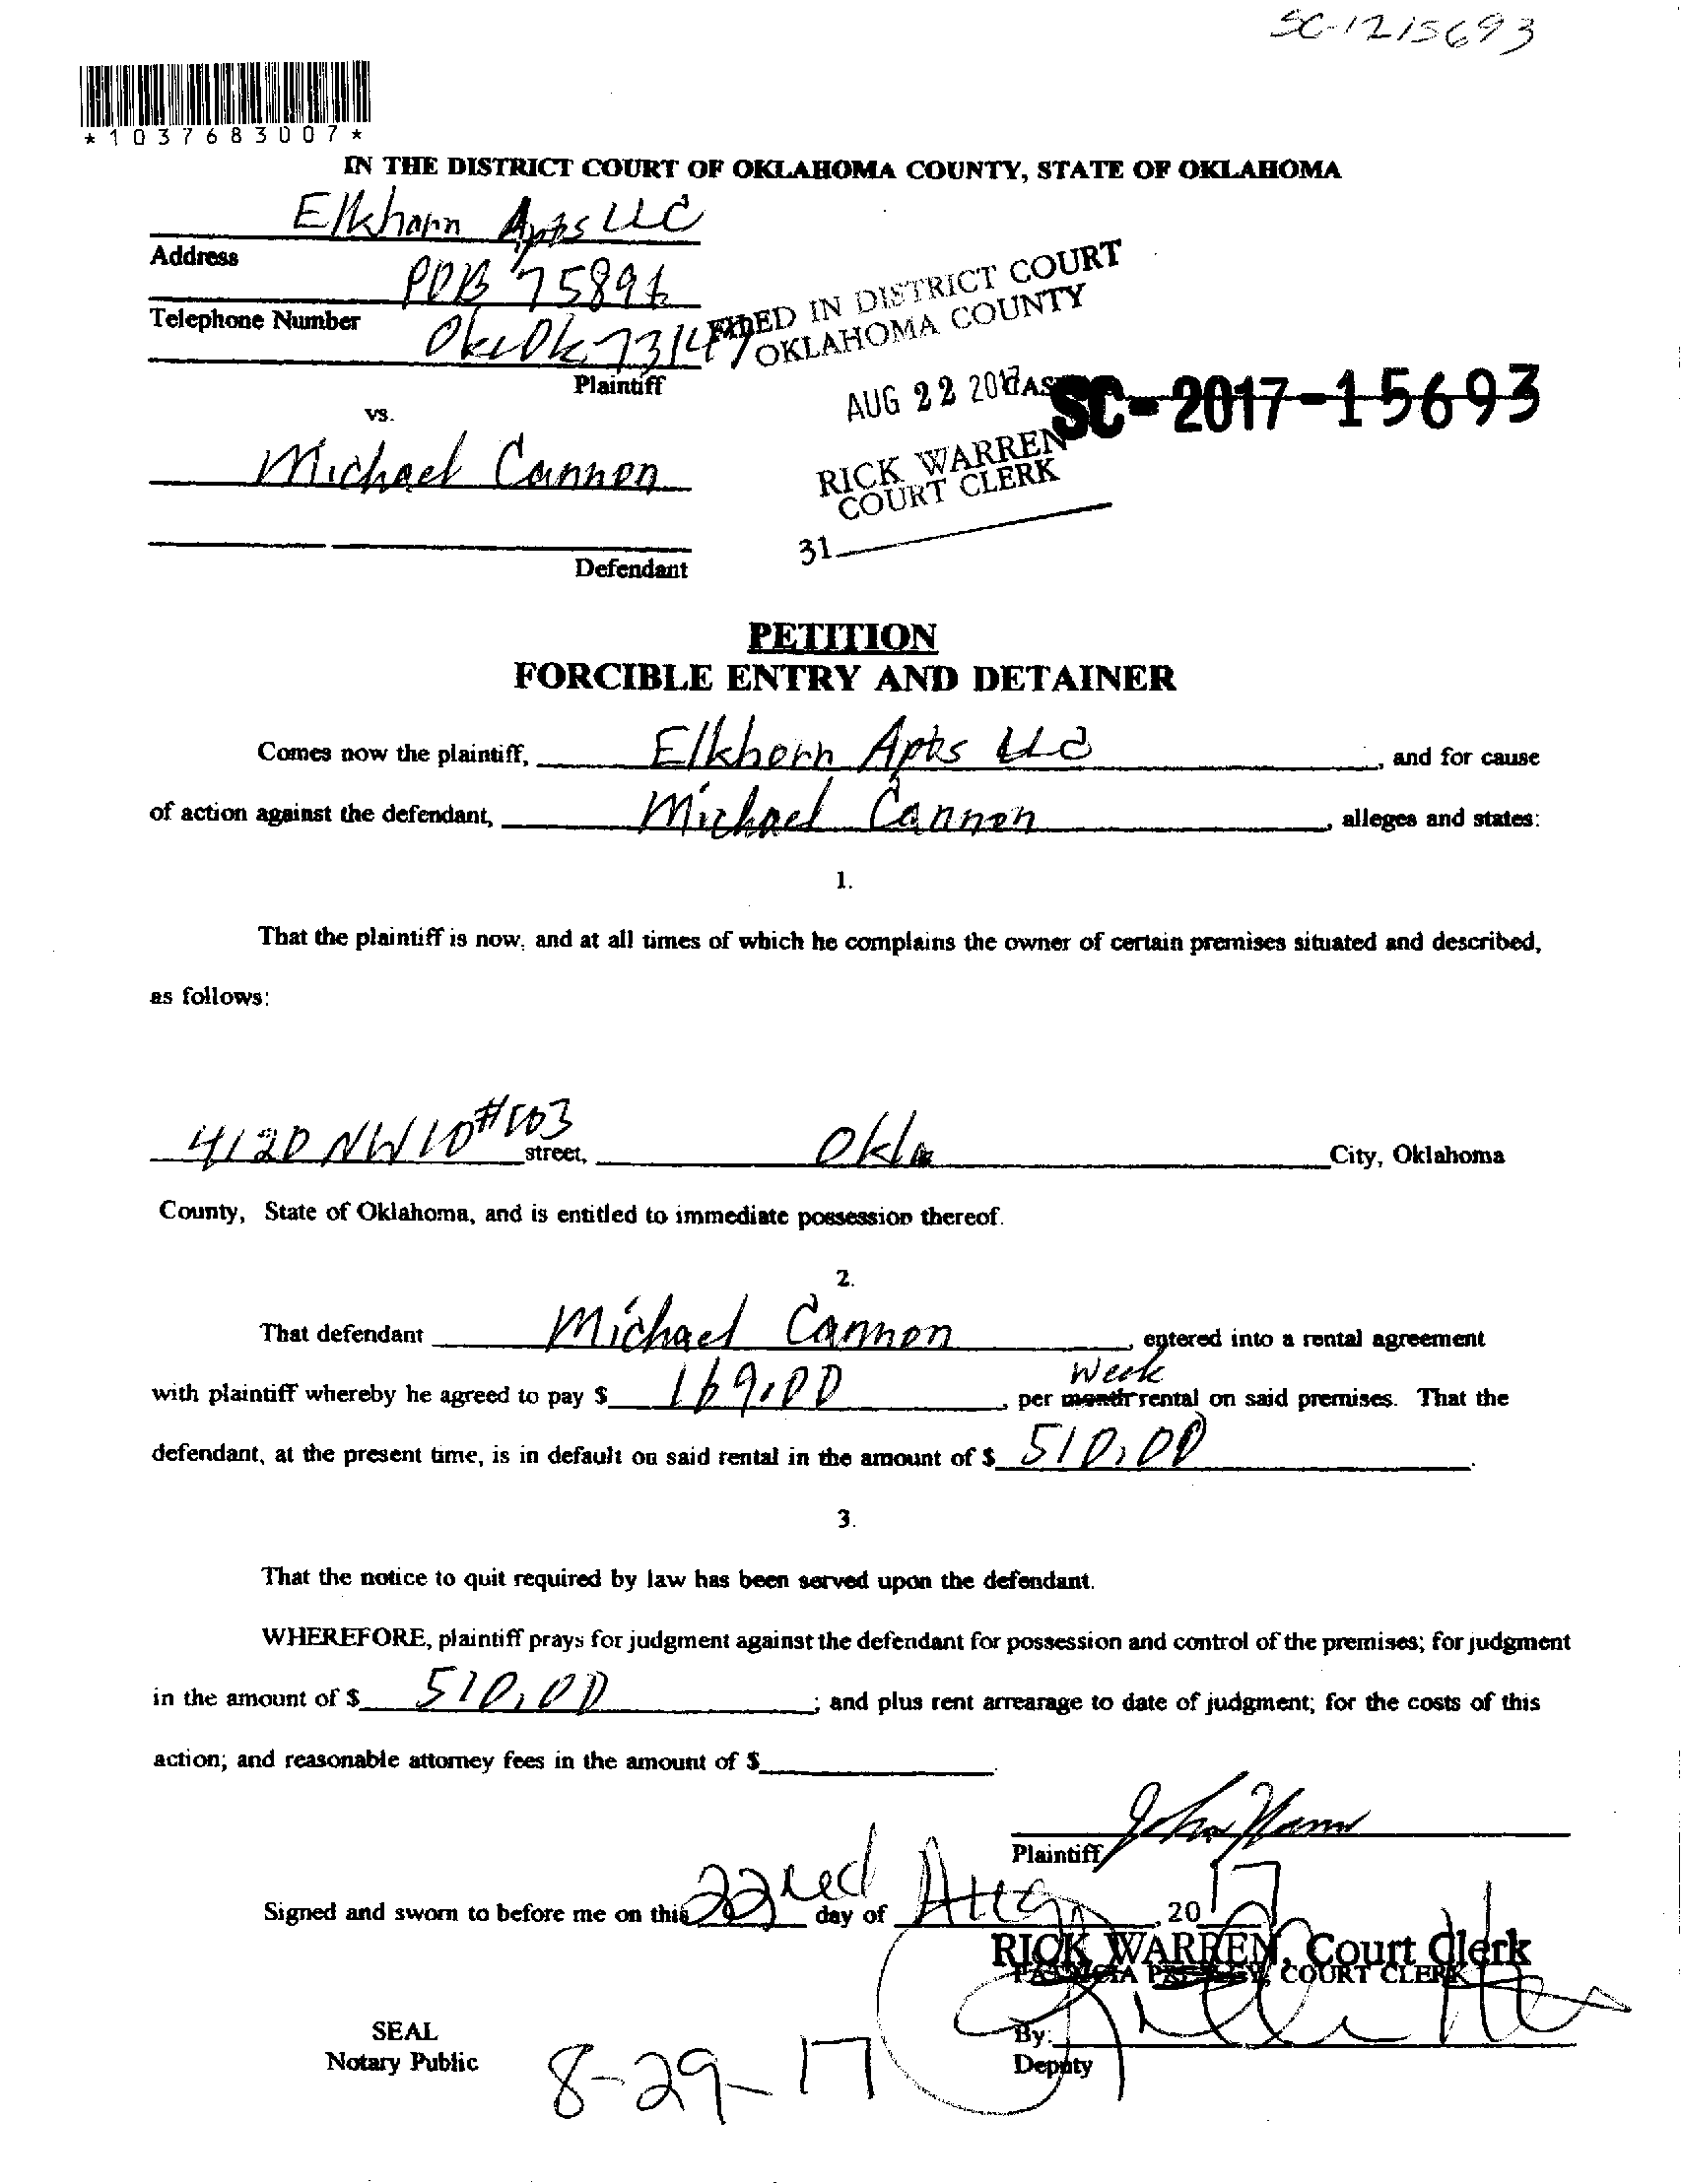 SC-1215693
*1037683007*
IN THE DISTRICT COURT OF OKLAHOMA COUNTY, STATE OF OKLAHOMA
Elkhorn Apts LLC
Address
POB 75891
Telephone Number
OkcOk 73147
Plaintiff
FILED IN DISTRICT COURT
OKLAHOMA COUNTY
AUG 22 2017
CAS SC-2017-15693
RICK WARREN
COURT CLERK
31
vs.
Michael Cannon
Defendant
PETITION
FORCIBLE ENTRY AND DETAINER
Comes now the plaintiff, Elkhorn Apts LLC, and for cause
of action against the defendant, Michael Cannon, alleges and states:
1.
That the plaintiff is now, and at all times of which he complains the owner of certain premises situated and described,
as follows:
4120 NW 10 #103 street, Okla City, Oklahoma
County, State of Oklahoma, and is entitled to immediate possession thereof.
2.
That defendant Michael Cannon, entered into a rental agreement
Week
with plaintiff whereby he agreed to pay $ 169.00, per month rental on said premises. That the
defendant, at the present time, is in default on said rental in the amount of $ 510.00.
3.
That the notice to quit required by law has been served upon the defendant.
WHEREFORE, plaintiff prays for judgment against the defendant for possession and control of the premises; for judgment
in the amount of $ 510.00; and plus rent arrearage to date of judgment; for the costs of this
action; and reasonable attorney fees in the amount of $.
John
Plaintiff
Signed and sworn to before me on this 22 day of Aug, 2017
RICK WARREN, Court Clerk
COURT CLERK
SEAL
By:
Notary Public
Deputy
8-29-17